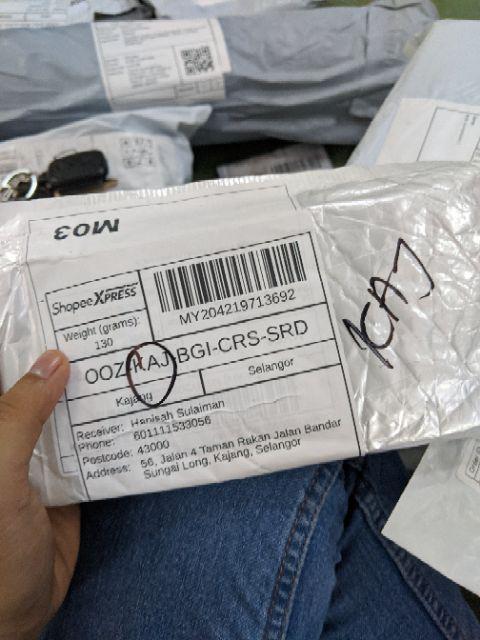 M03
Shopee XPRESS
MY204219713692
Weight (grams):
130
OOZ-KAJ-BGI-CRS-SRD
Kajang
Selangor
Receiver: Hanisah Sulaiman
Phone: 601111533056
Postcode: 43000
Address: 56, Jalan 4 Taman Rakan Jalan Bandar
Sungai Long, Kajang, Selangor
KAJ